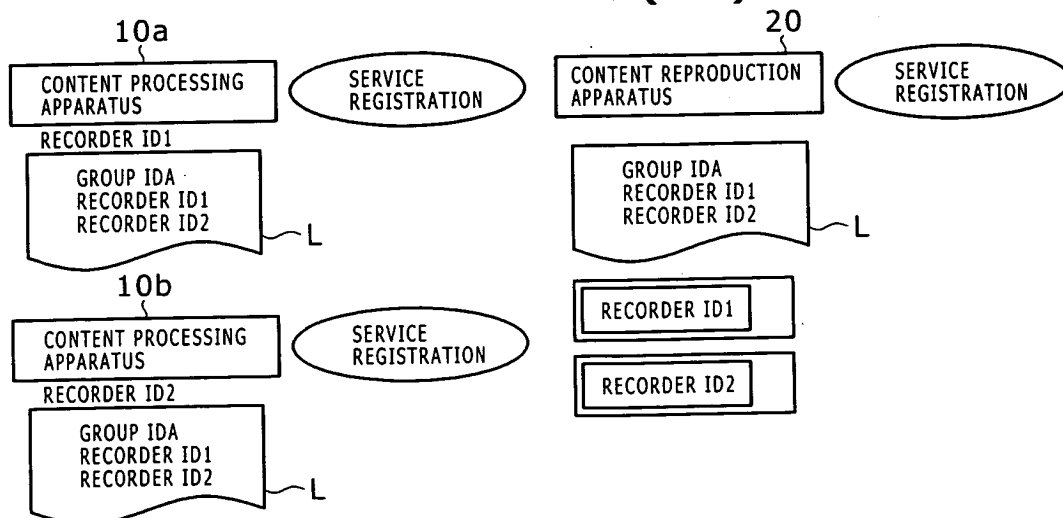 10a
CONTENT PROCESSING
APPARATUS
SERVICE
REGISTRATION
RECORDER ID1
GROUP IDA
RECORDER ID1
RECORDER ID2
L
10b
CONTENT PROCESSING
APPARATUS
SERVICE
REGISTRATION
RECORDER ID2
GROUP IDA
RECORDER ID1
RECORDER ID2
L
20
CONTENT REPRODUCTION
APPARATUS
SERVICE
REGISTRATION
GROUP IDA
RECORDER ID1
RECORDER ID2
L
RECORDER ID1
RECORDER ID2